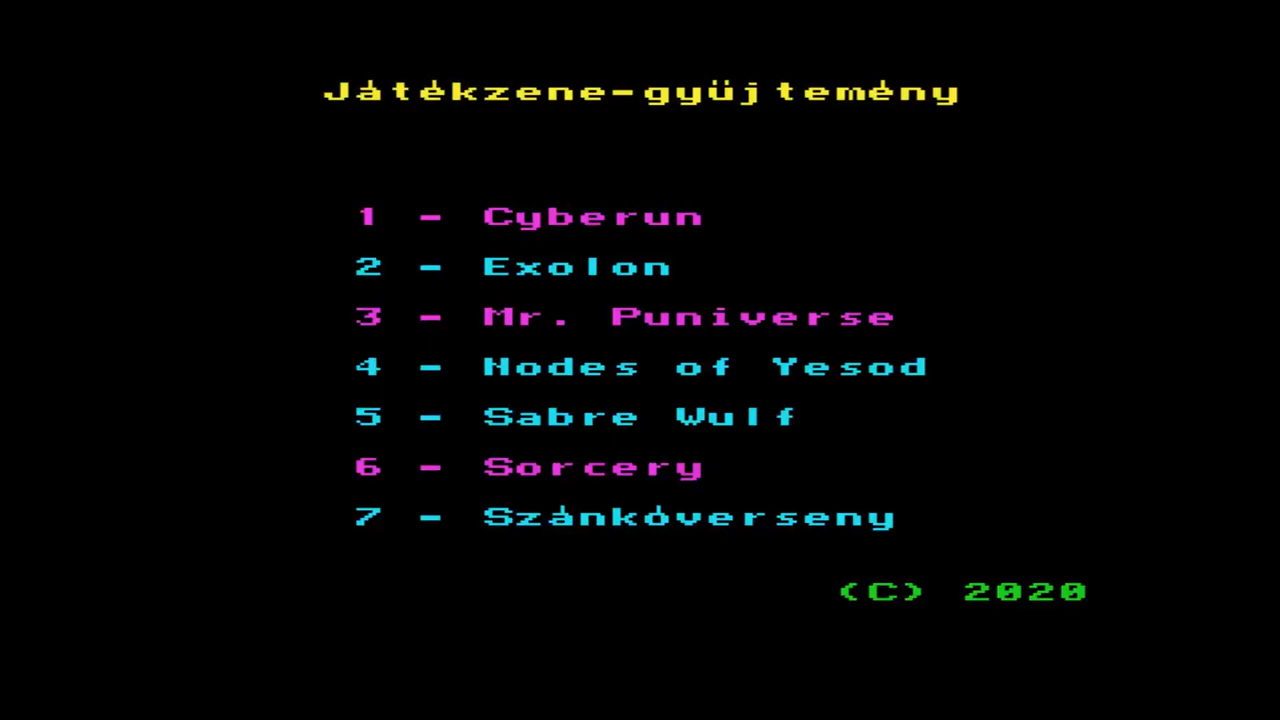 Játékzene-gyüjtemény
1 - Cyberun
2 - Exolon
3 - Mr. Puniverse
4 - Nodes of Yesod
5 - Sabre Wulf
6 - Sorcery
7 - Szánkóverseny
(C) 2020